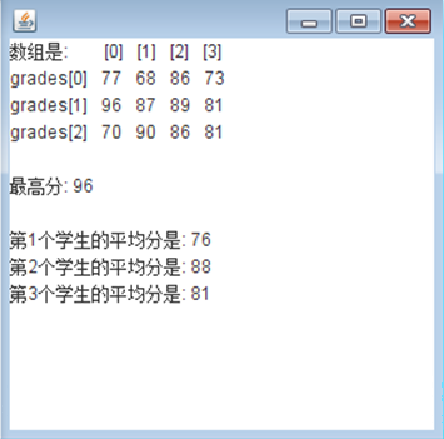 数组是: [0] [1] [2] [3]
grades[0] 77 68 86 73
grades[1] 96 87 89 81
grades[2] 70 90 86 81
最高分: 96
第1个学生的平均分是: 76
第2个学生的平均分是: 88
第3个学生的平均分是: 81